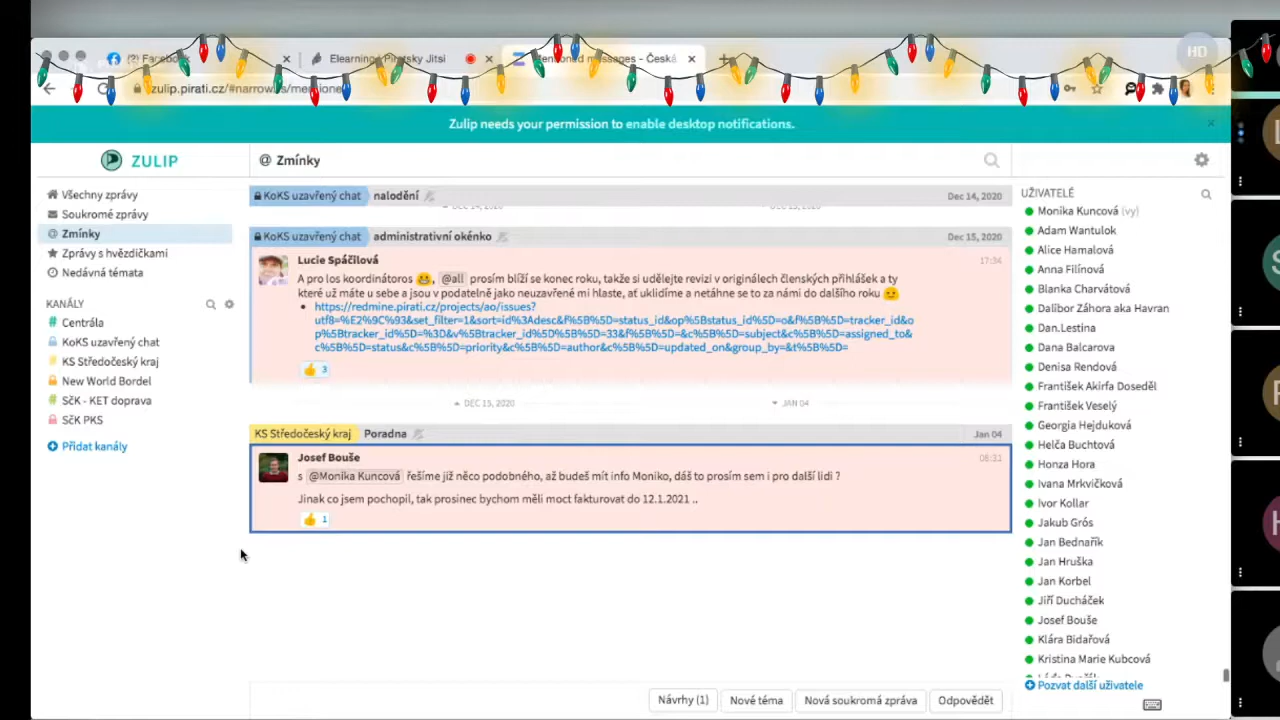 Elearning Piratsky Jitsi
messages - Česká
HD
zulip.pirati.cz/#narrow/is/mentione
Zulip needs your permission to enable desktop notifications.
ZULIP
@ Zmínky
Všechny zprávy
Soukromé zprávy
Zmínky
Zprávy s hvězdičkami
Nedávná témata
KANÁLY
Centrála
KoKS uzavřený chat
KS Středočeský kraj
New World Bordel
SčK - KET doprava
SčK PKS
Přidat kanály
KoKS uzavřený chat nalodění Dec 14, 2020
KoKS uzavřený chat administrativní okénko Dec 15, 2020
Lucie Spáčilová 17:34
A pro los koordinátoros 😀, @all prosím blíží se konec roku, takže si udělejte revizi v originálech členských přihlášek a ty
které už máte u sebe a jsou v podatelně jako neuzavřené mi hlaste, ať uklidíme a netáhne se to za námi do dalšího roku 😉
https://redmine.pirati.cz/projects/ao/issues?
utf8=%E2%9C%93&set_filter=1&sort=id%3Adesc&f%5B%5D=status_id&op%5Bstatus_id%5D=o&f%5B%5D=tracker_id&o
p%5Btracker_id%5D=%3D&v%5Btracker_id%5D%5B%5D=33&f%5B%5D=&c%5B%5D=subject&c%5B%5D=assigned_to&
c%5B%5D=status&c%5B%5D=priority&c%5B%5D=author&c%5B%5D=updated_on&group_by=&t%5B%5D=
👍 3
DEC 15, 2020 JAN 04
KS Středočeský kraj Poradna Jan 04
Josef Bouše 08:31
s @Monika Kuncová řešíme již něco podobného, až budeš mít info Moniko, dáš to prosím sem i pro další lidi ?
Jinak co jsem pochopil, tak prosinec bychom měli moct fakturovat do 12.1.2021 ..
👍 1
Návrhy (1) Nové téma Nová soukromá zpráva Odpovědět
UŽIVATELÉ
Monika Kuncová (vy)
Adam Wantulok
Alice Hamalová
Anna Filínová
Blanka Charvátová
Dalibor Záhora aka Havran
Dan.Lestina
Dana Balcarova
Denisa Rendová
František Akirfa Doseděl
František Veselý
Georgia Hejduková
Helča Buchtová
Honza Hora
Ivana Mrkvičková
Ivor Kollar
Jakub Grós
Jan Bednařík
Jan Hruška
Jan Korbel
Jiří Ducháček
Josef Bouše
Klára Bidařová
Kristina Marie Kubcová
Pozvat další uživatele